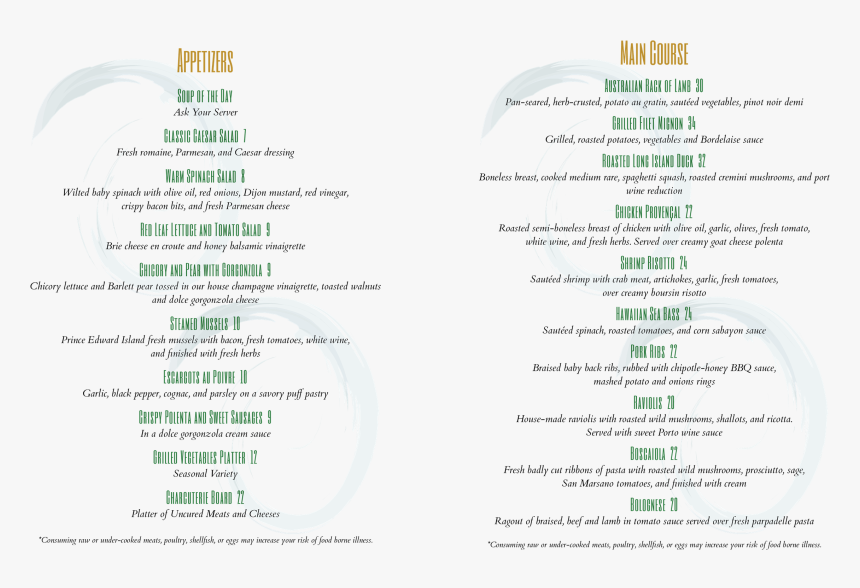 Appetizers
Soup of the Day
Ask Your Server
Classic Caesar Salad 7
Fresh romaine, Parmesan, and Caesar dressing
Warm Spinach Salad 8
Wilted baby spinach with olive oil, red onions, Dijon mustard, red vinegar,
crispy bacon bits, and fresh Parmesan cheese
Red Leaf Lettuce and Tomato Salad 9
Brie cheese en croute and honey balsamic vinaigrette
Chicory and Pear with Gorgonzola 9
Chicory lettuce and Barlett pear tossed in our house champagne vinaigrette, toasted walnuts
and dolce gorgonzola cheese
Steamed Mussels 10
Prince Edward Island fresh mussels with bacon, fresh tomatoes, white wine,
and finished with fresh herbs
Escargots au Poivre 10
Garlic, black pepper, cognac, and parsley on a savory puff pastry
Crispy Polenta and Sweet Sausages 9
In a dolce gorgonzola cream sauce
Grilled Vegetables Platter 12
Seasonal Variety
Charcuterie Board 22
Platter of Uncured Meats and Cheeses
*Consuming raw or under-cooked meats, poultry, shellfish, or eggs may increase your risk of food borne illness.
Main Course
Australian Rack of Lamb 30
Pan-seared, herb-crusted, potato au gratin, sautéed vegetables, pinot noir demi
Grilled Filet Mignon 34
Grilled, roasted potatoes, vegetables and Bordelaise sauce
Roasted Long Island Duck 32
Boneless breast, cooked medium rare, spaghetti squash, roasted cremini mushrooms, and port
wine reduction
Chicken Provençal 22
Roasted semi-boneless breast of chicken with olive oil, garlic, olives, fresh tomato,
white wine, and fresh herbs. Served over creamy goat cheese polenta
Shrimp Risotto 24
Sautéed shrimp with crab meat, artichokes, garlic, fresh tomatoes,
over creamy boursin risotto
Hawaiian Sea Bass 24
Sautéed spinach, roasted tomatoes, and corn sabayon sauce
Pork Ribs 22
Braised baby back ribs, rubbed with chipotle-honey BBQ sauce,
mashed potato and onions rings
Raviolis 20
House-made raviolis with roasted wild mushrooms, shallots, and ricotta.
Served with sweet Porto wine sauce
Boscaiola 22
Fresh badly cut ribbons of pasta with roasted wild mushrooms, prosciutto, sage,
San Marsano tomatoes, and finished with cream
Bolognese 20
Ragout of braised, beef and lamb in tomato sauce served over fresh parpadelle pasta
*Consuming raw or under-cooked meats, poultry, shellfish, or eggs may increase your risk of food borne illness.